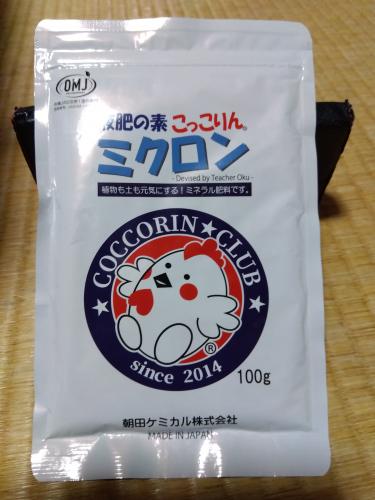 OMJ
液肥の素 こっこりん®
ミクロン
- Devised by Teacher Oku -
植物も土も元気にする!ミネラル肥料です。
COCCORIN★CLUB
since 2014
®
100g
朝田ケミカル株式会社
MADE IN JAPAN